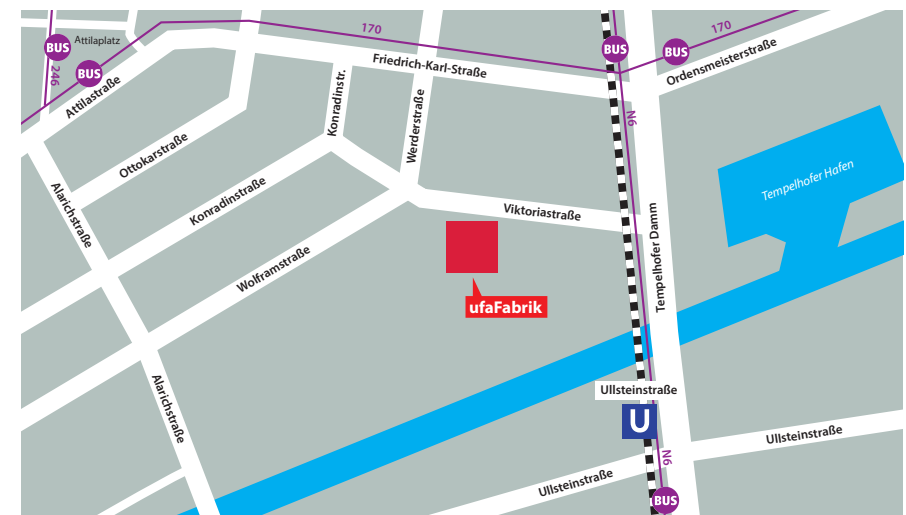 170
170
BUS
Attilaplatz
BUS
BUS
246
BUS
Friedrich-Karl-Straße
Ordensmeisterstraße
Attilastraße
Konradinstr.
Werderstraße
N6
Ottokarstraße
Tempelhofer Hafen
Alarichstraße
Konradinstraße
Viktoriastraße
Tempelhofer Damm
Wolframstraße
ufaFabrik
Alarichstraße
Ullsteinstraße
U
Ullsteinstraße
N6
Ullsteinstraße
BUS